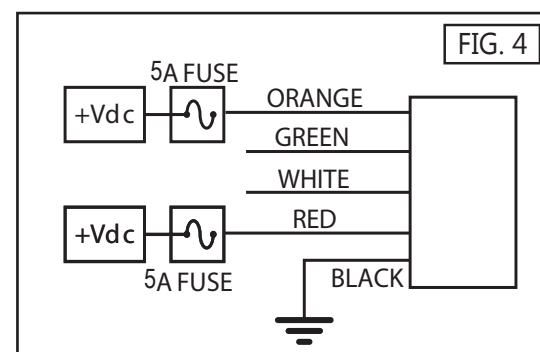 FIG. 4
5A FUSE
+Vdc
ORANGE
GREEN
WHITE
RED
+Vdc
5A FUSE
BLACK